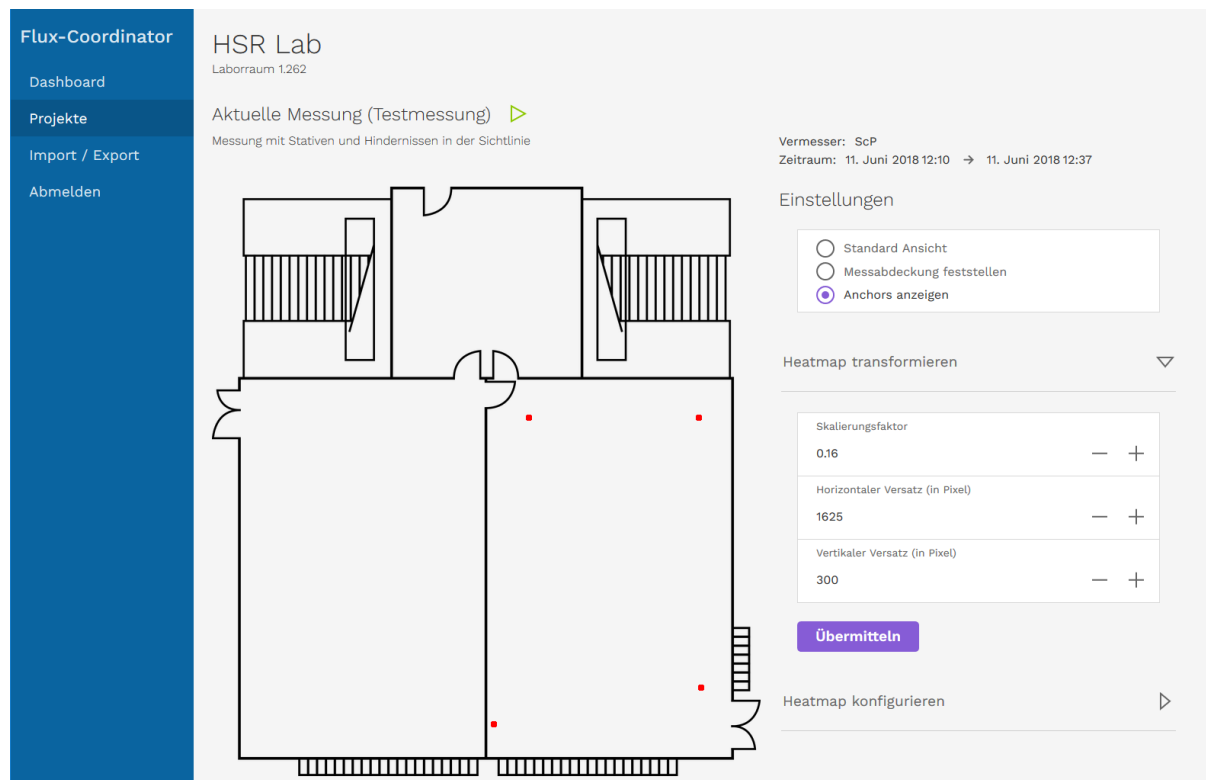 Flux-Coordinator
Dashboard
Projekte
Import / Export
Abmelden
HSR Lab
Laborraum 1.262
Aktuelle Messung (Testmessung)
Messung mit Stativen und Hindernissen in der Sichtlinie
Vermesser: ScP
Zeitraum: 11. Juni 2018 12:10 → 11. Juni 2018 12:37
Einstellungen
Standard Ansicht
Messabdeckung feststellen
Anchors anzeigen
Heatmap transformieren
Skalierungsfaktor
0.16
Horizontaler Versatz (in Pixel)
1625
Vertikaler Versatz (in Pixel)
300
Übermitteln
Heatmap konfigurieren